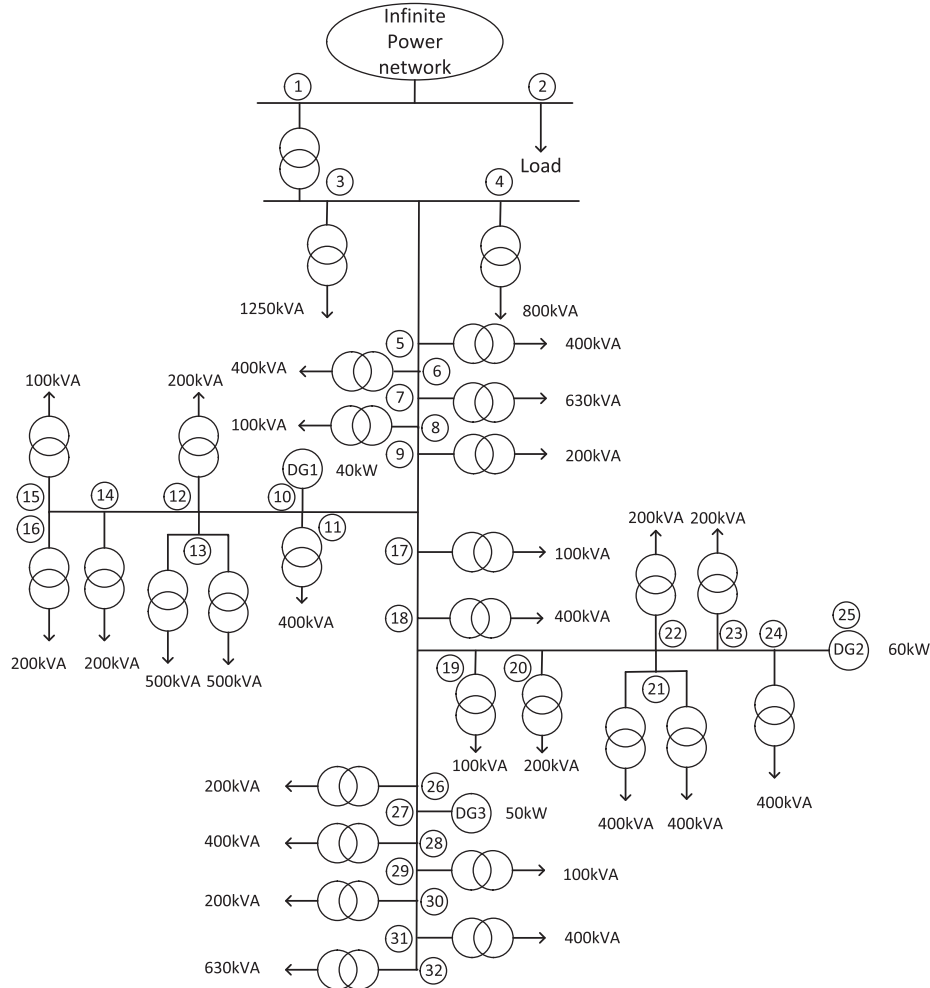 Infinite
Power
network
1
2
Load
3
4
1250kVA
800kVA
5
400kVA
400kVA
6
7
630kVA
100kVA
8
9
200kVA
100kVA
200kVA
DG1
40kW
15
14
12
10
16
13
11
200kVA
200kVA
500kVA
500kVA
400kVA
17
100kVA
18
400kVA
200kVA
200kVA
22
23
24
25
DG2
60kW
19
20
21
100kVA
200kVA
400kVA
400kVA
400kVA
200kVA
26
27
DG3
50kW
400kVA
28
29
100kVA
200kVA
30
31
400kVA
630kVA
32